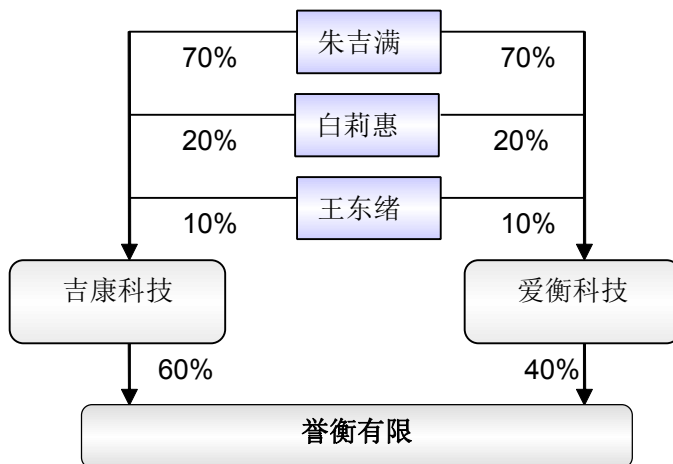 朱吉满
70% 70%
白莉惠
20% 20%
王东绪
10% 10%
吉康科技 爱衡科技
60% 40%
誉衡有限